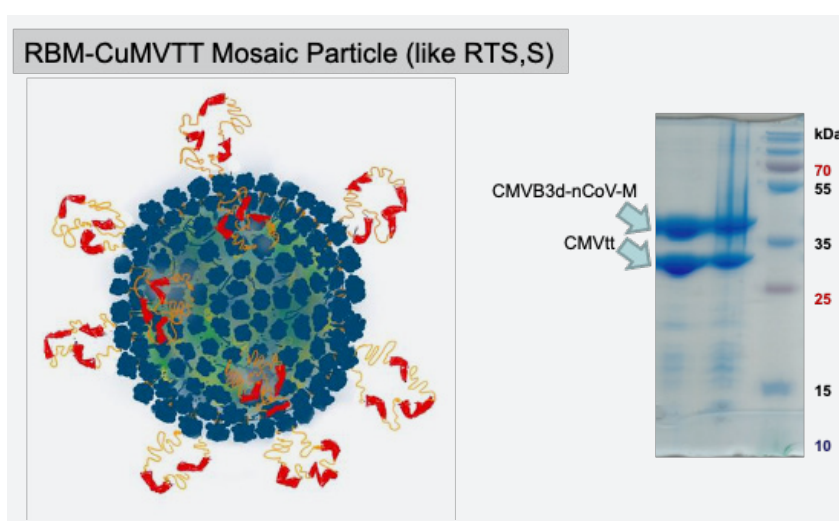 RBM-CuMVTT Mosaic Particle (like RTS,S)
kDa
CMVB3d-nCoV-M
CMVtt
70
55
35
25
15
10